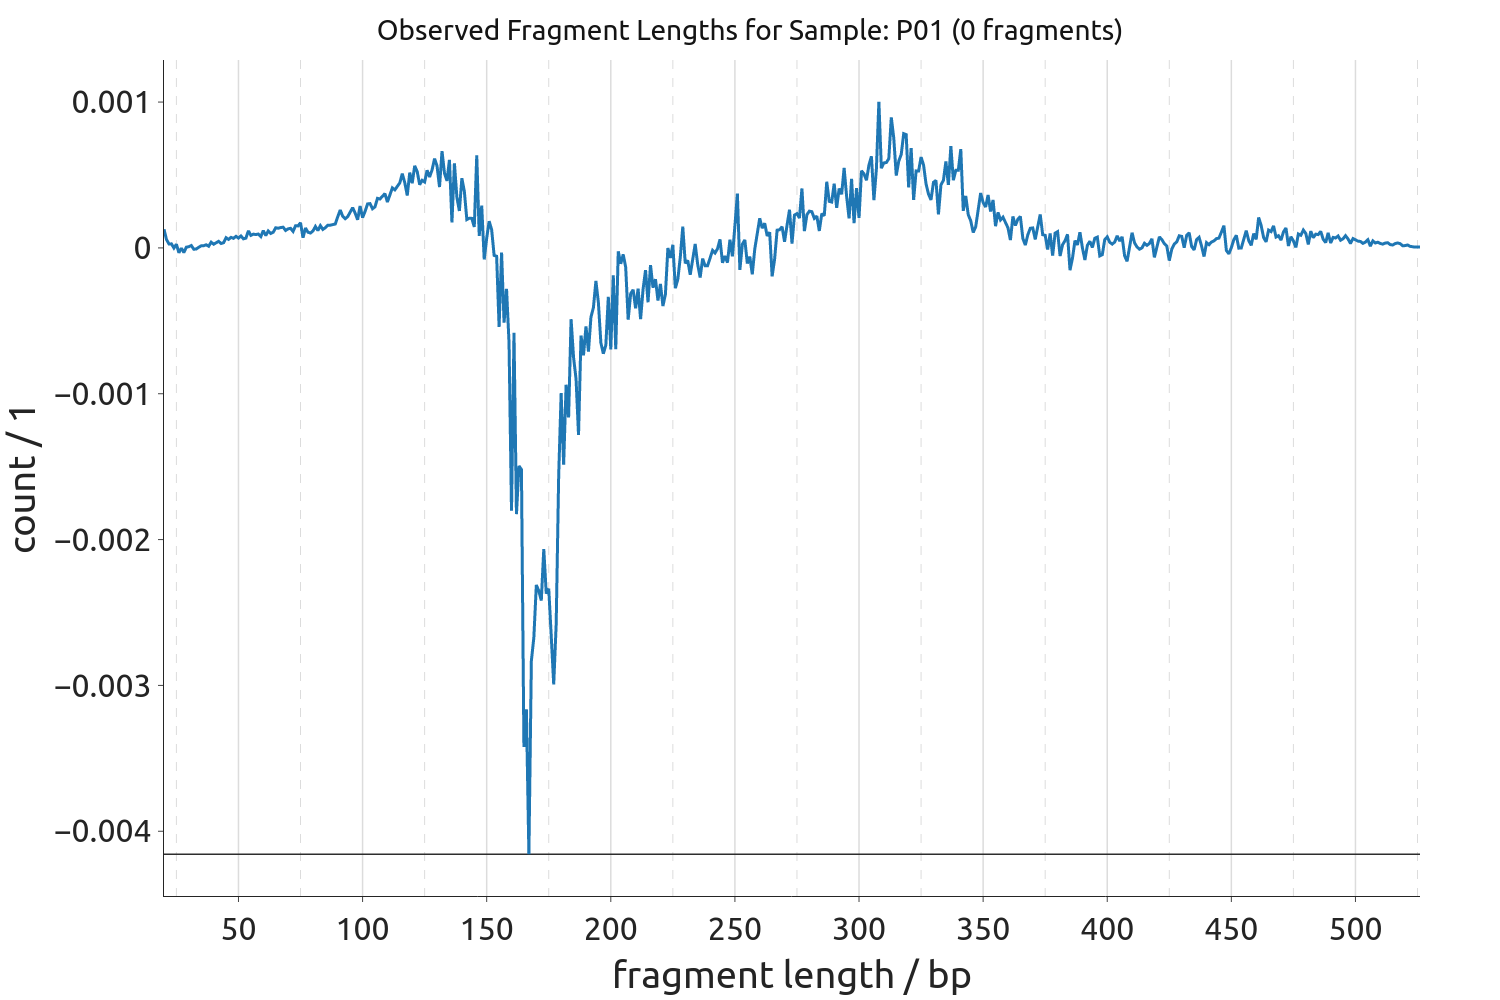 Observed Fragment Lengths for Sample: P01 (0 fragments)
0.001
0
−0.001
−0.002
−0.003
−0.004
count / 1
50 100 150 200 250 300 350 400 450 500
fragment length / bp